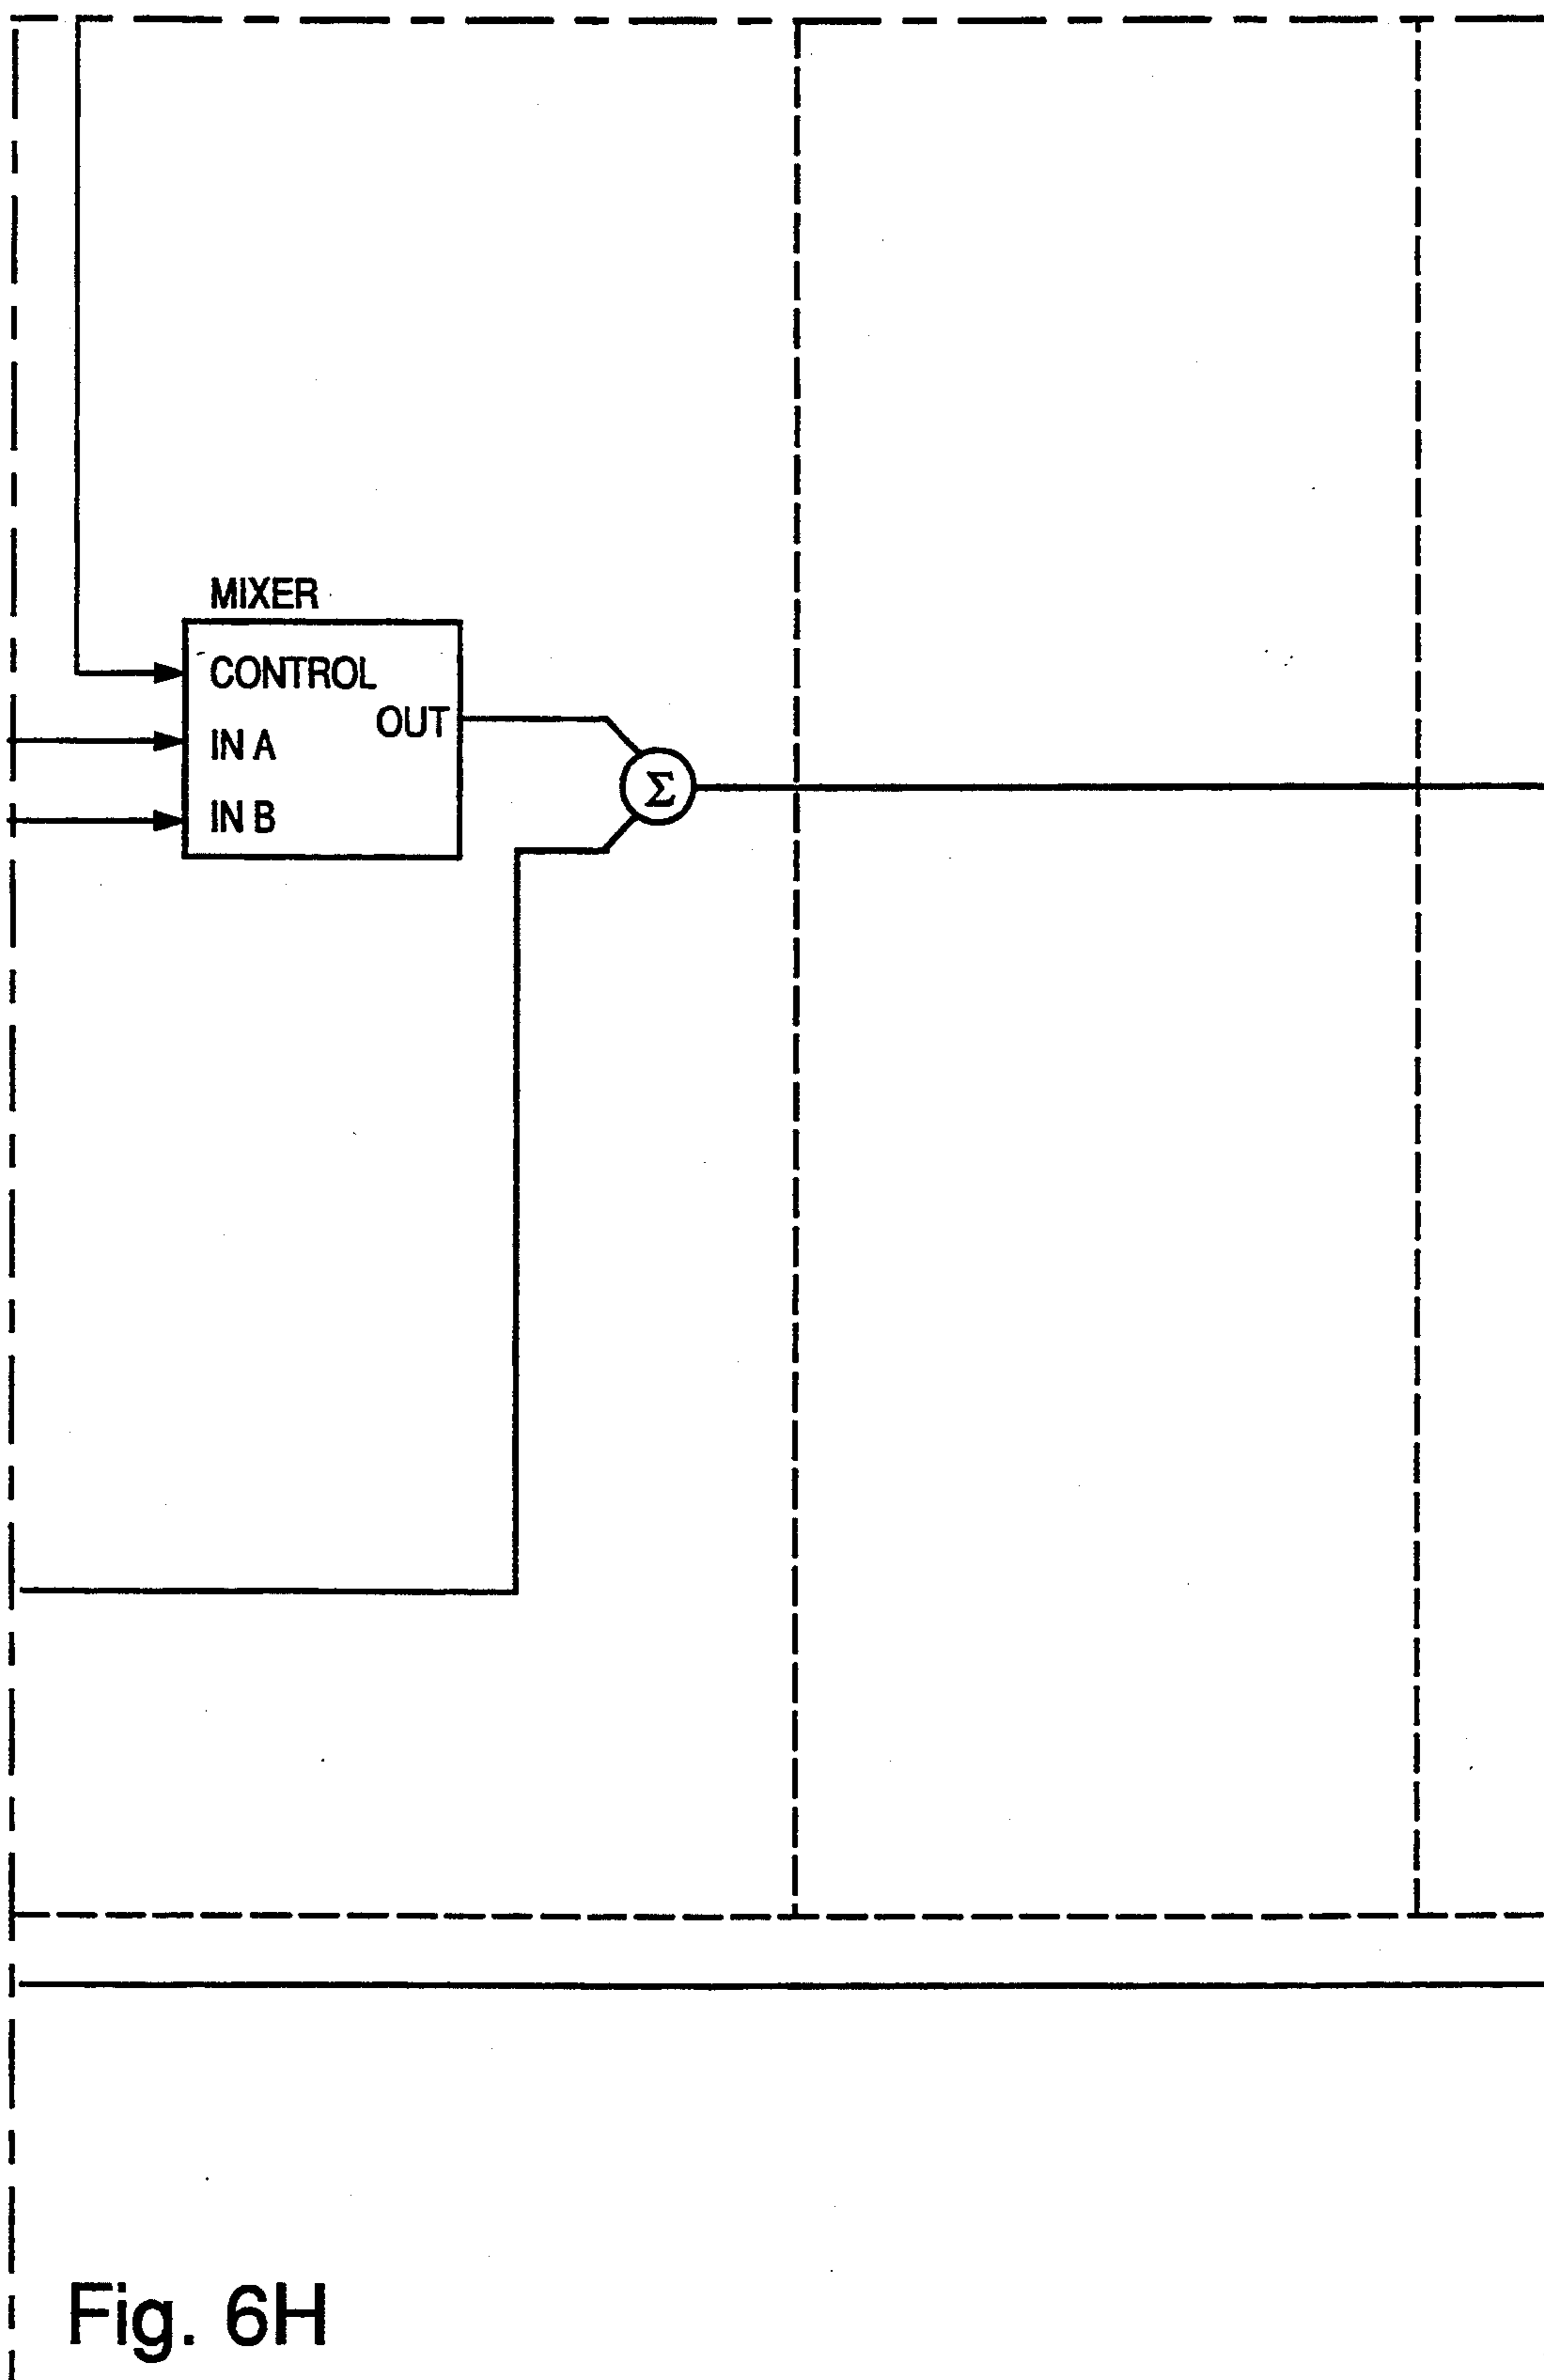 MIXER
CONTROL
OUT
IN A
Σ
IN B
Fig. 6H